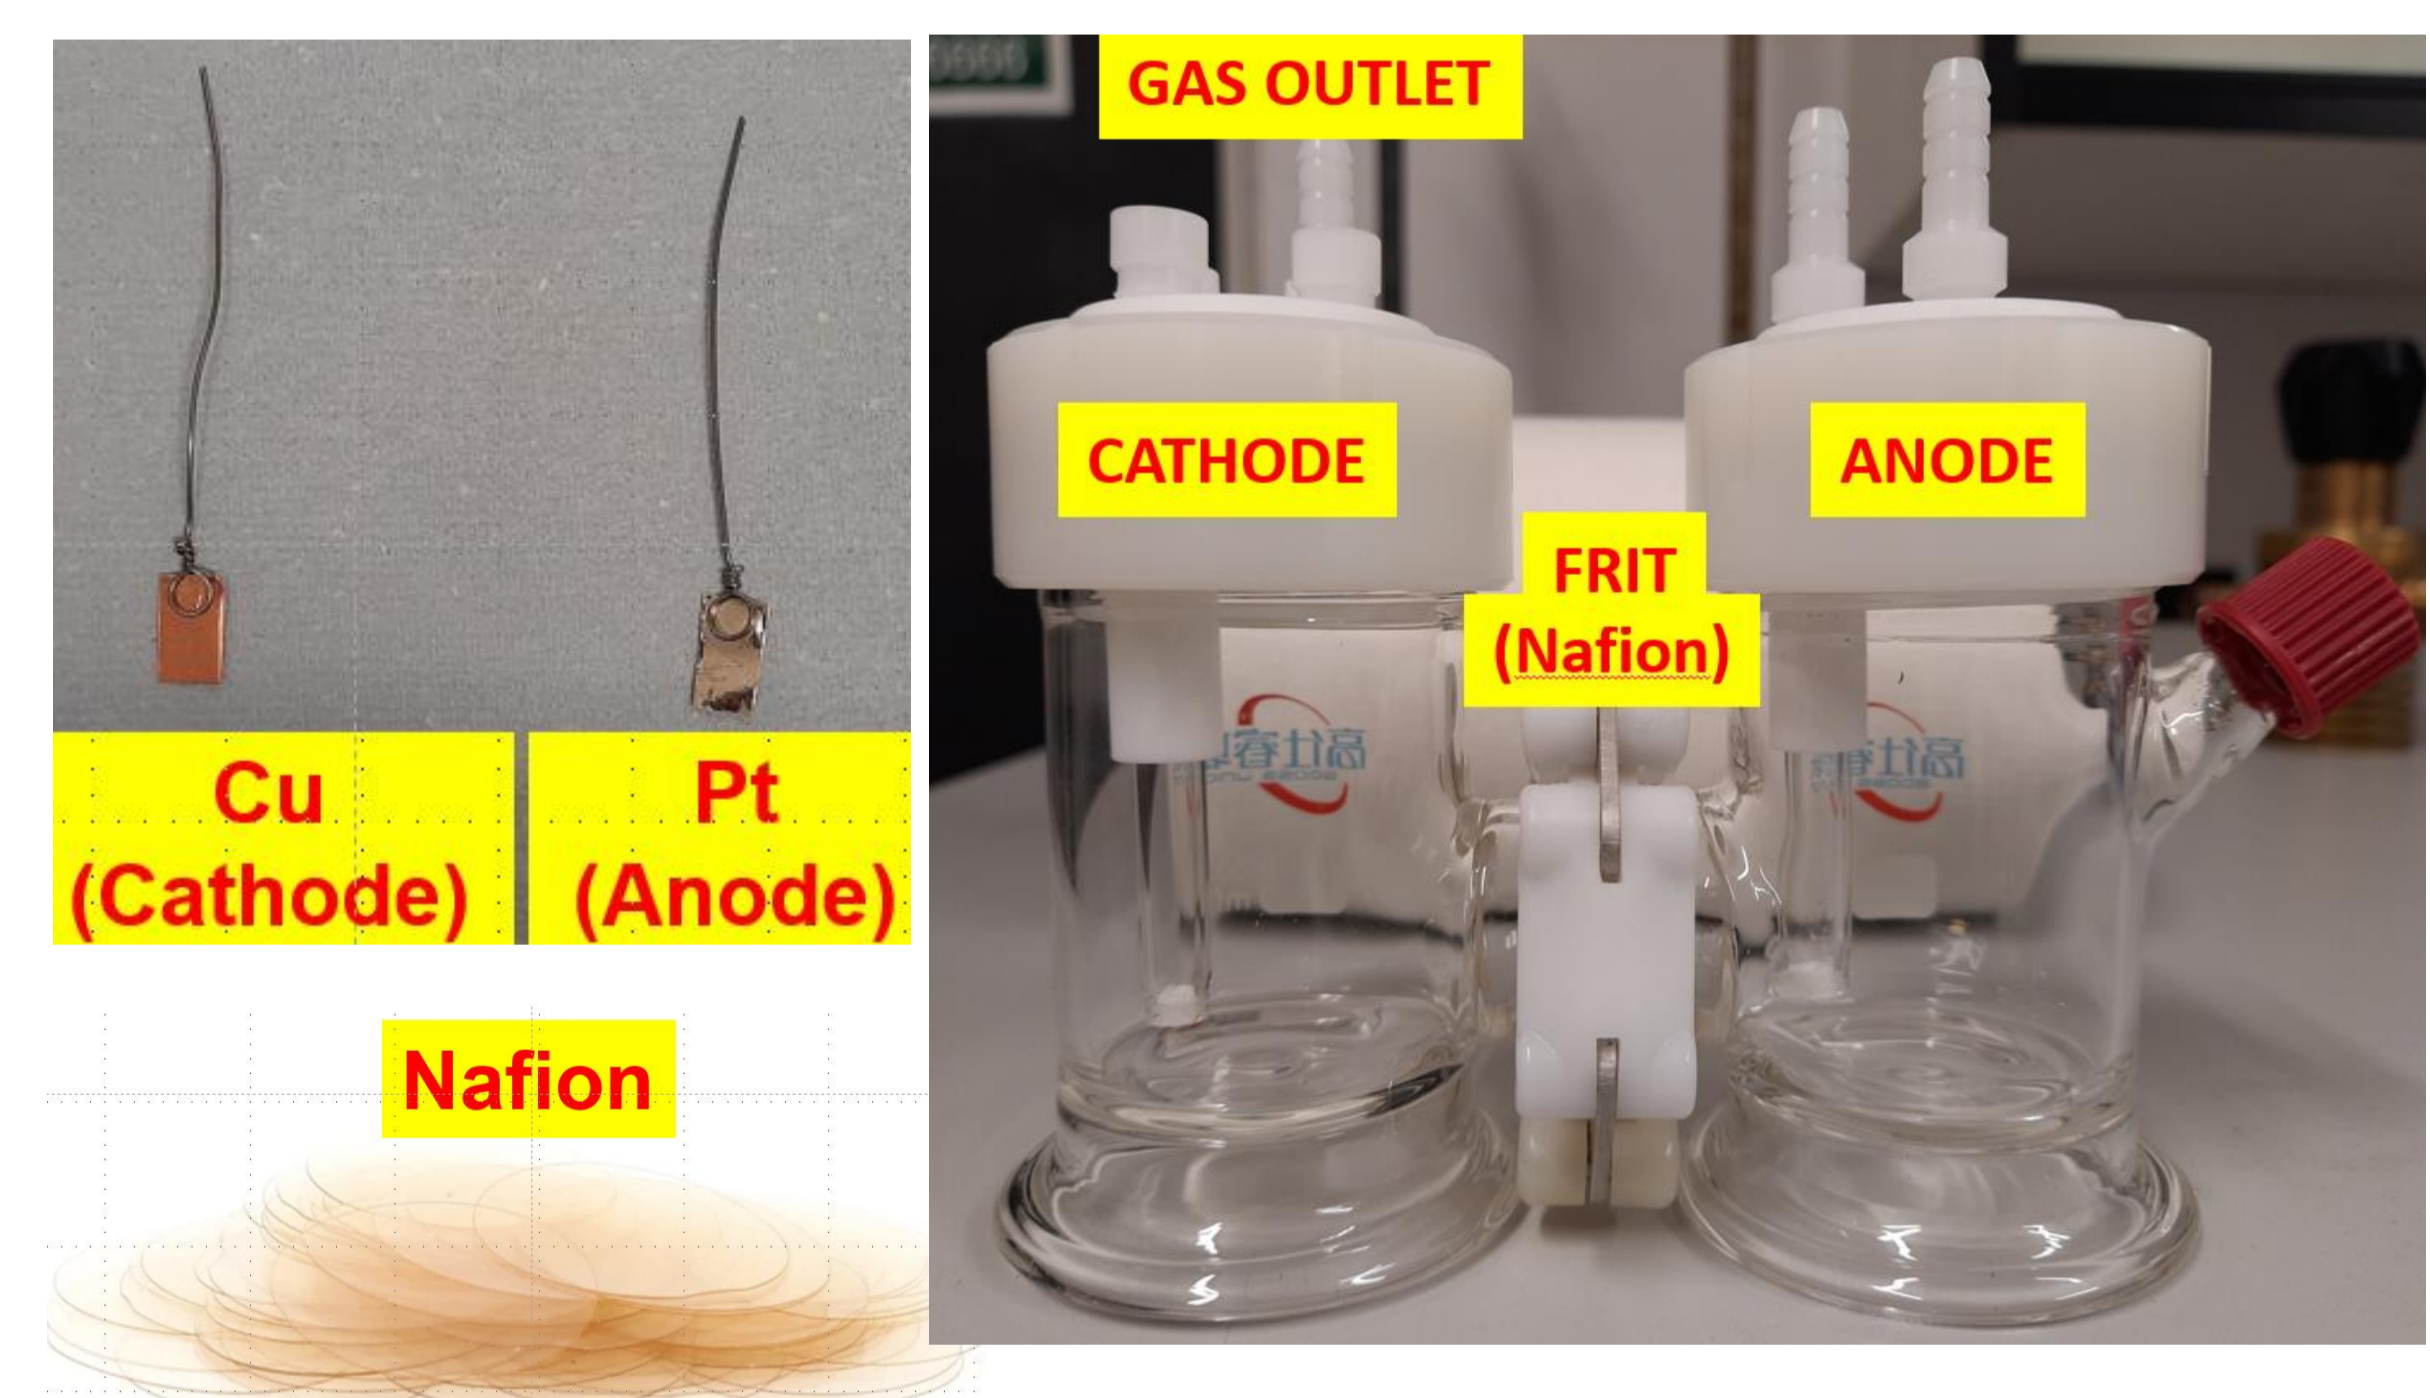 GAS OUTLET
CATHODE
ANODE
FRIT
(Nafion)
Cu
(Cathode)
Pt
(Anode)
Nafion